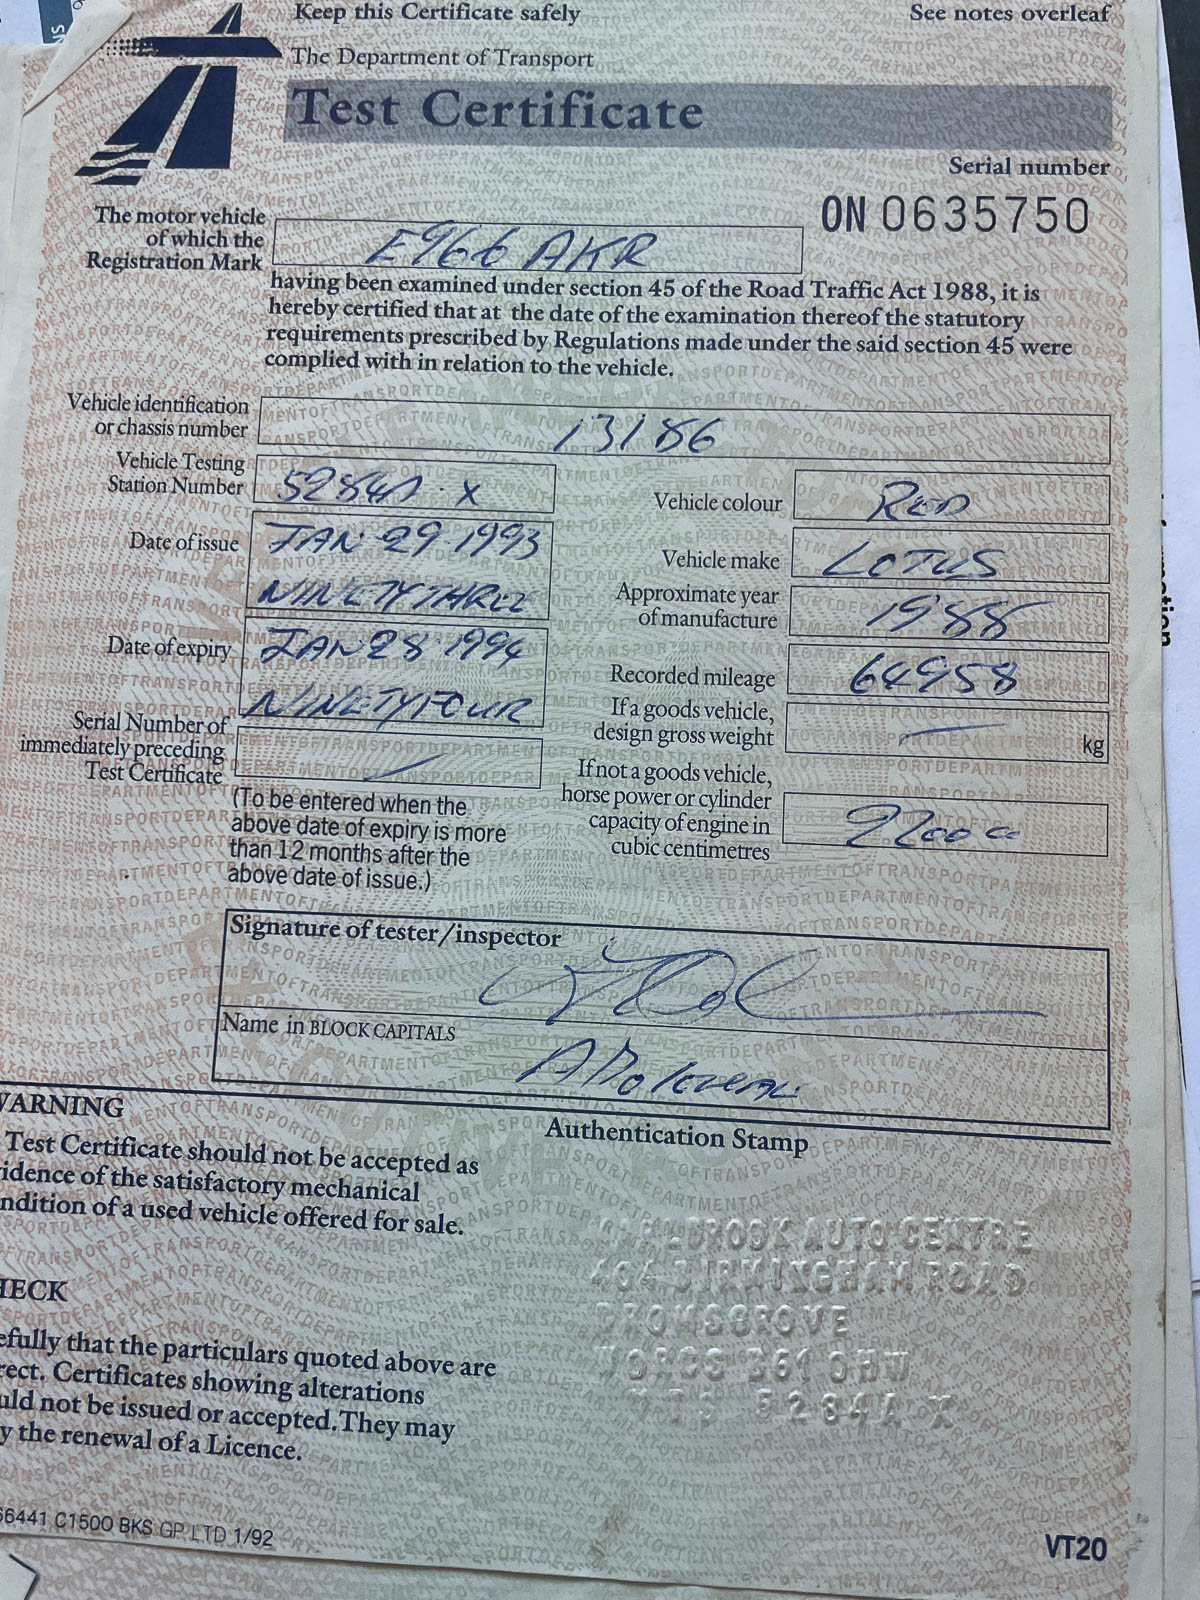 Keep this Certificate safely
See notes overleaf
The Department of Transport
Test Certificate
Serial number
ON 0635750
The motor vehicle
of which the
Registration Mark
E966 AKR
having been examined under section 45 of the Road Traffic Act 1988, it is
hereby certified that at the date of the examination thereof the statutory
requirements prescribed by Regulations made under the said section 45 were
complied with in relation to the vehicle.
Vehicle identification
or chassis number
13186
Vehicle Testing
Station Number
5284A X
Vehicle colour
RED
Date of issue
JAN 29 1993
NINETYTHREE
Vehicle make
LOTUS
Approximate year
of manufacture
1988
Date of expiry
JAN 28 1994
NINETYFOUR
Recorded mileage
64958
If a goods vehicle,
design gross weight
kg
Serial Number of
immediately preceding
Test Certificate
(To be entered when the
above date of expiry is more
than 12 months after the
above date of issue.)
If not a goods vehicle,
horse power or cylinder
capacity of engine in
cubic centimetres
2200 cc
Signature of tester/inspector
Name in BLOCK CAPITALS
WARNING
Test Certificate should not be accepted as
idence of the satisfactory mechanical
ndition of a used vehicle offered for sale.
Authentication Stamp
BROOK AUTO CENTRE
404 BIRMINGHAM ROAD
BROMSGROVE
WORCS B61 0HW
5284A X
HECK
efully that the particulars quoted above are
rect. Certificates showing alterations
uld not be issued or accepted. They may
y the renewal of a Licence.
56441 C1500 BKS GP LTD 1/92
VT20